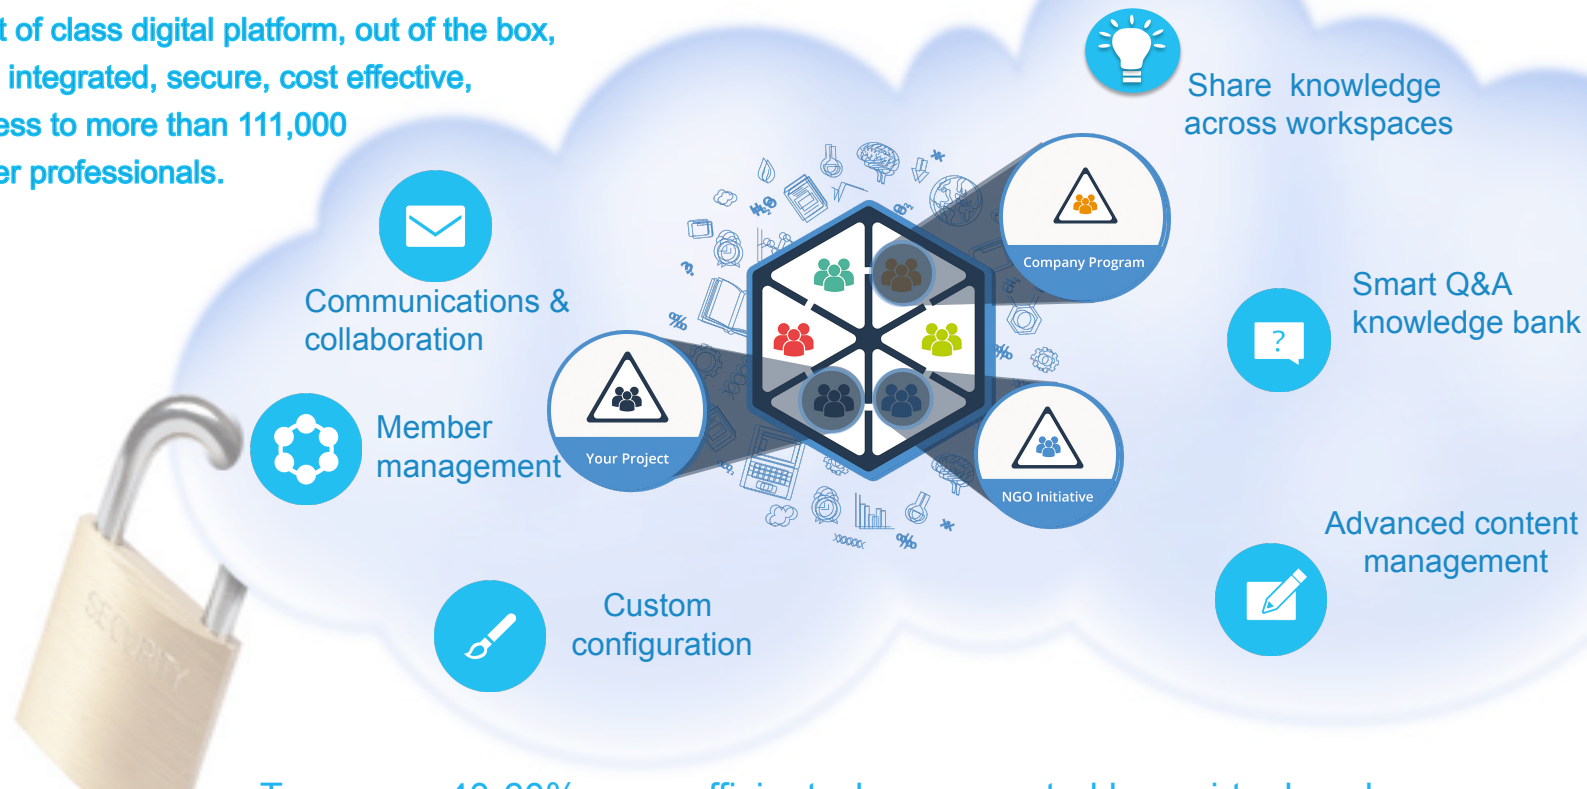 of class digital platform, out of the box,
integrated, secure, cost effective,
to more than 111,000
professionals.
Share knowledge
across workspaces
Communications &
collaboration
Company Program
Smart Q&A
knowledge bank
?
Member
management
Your Project
NGO Initiative
Advanced content
management
Custom
configuration
SECURITY